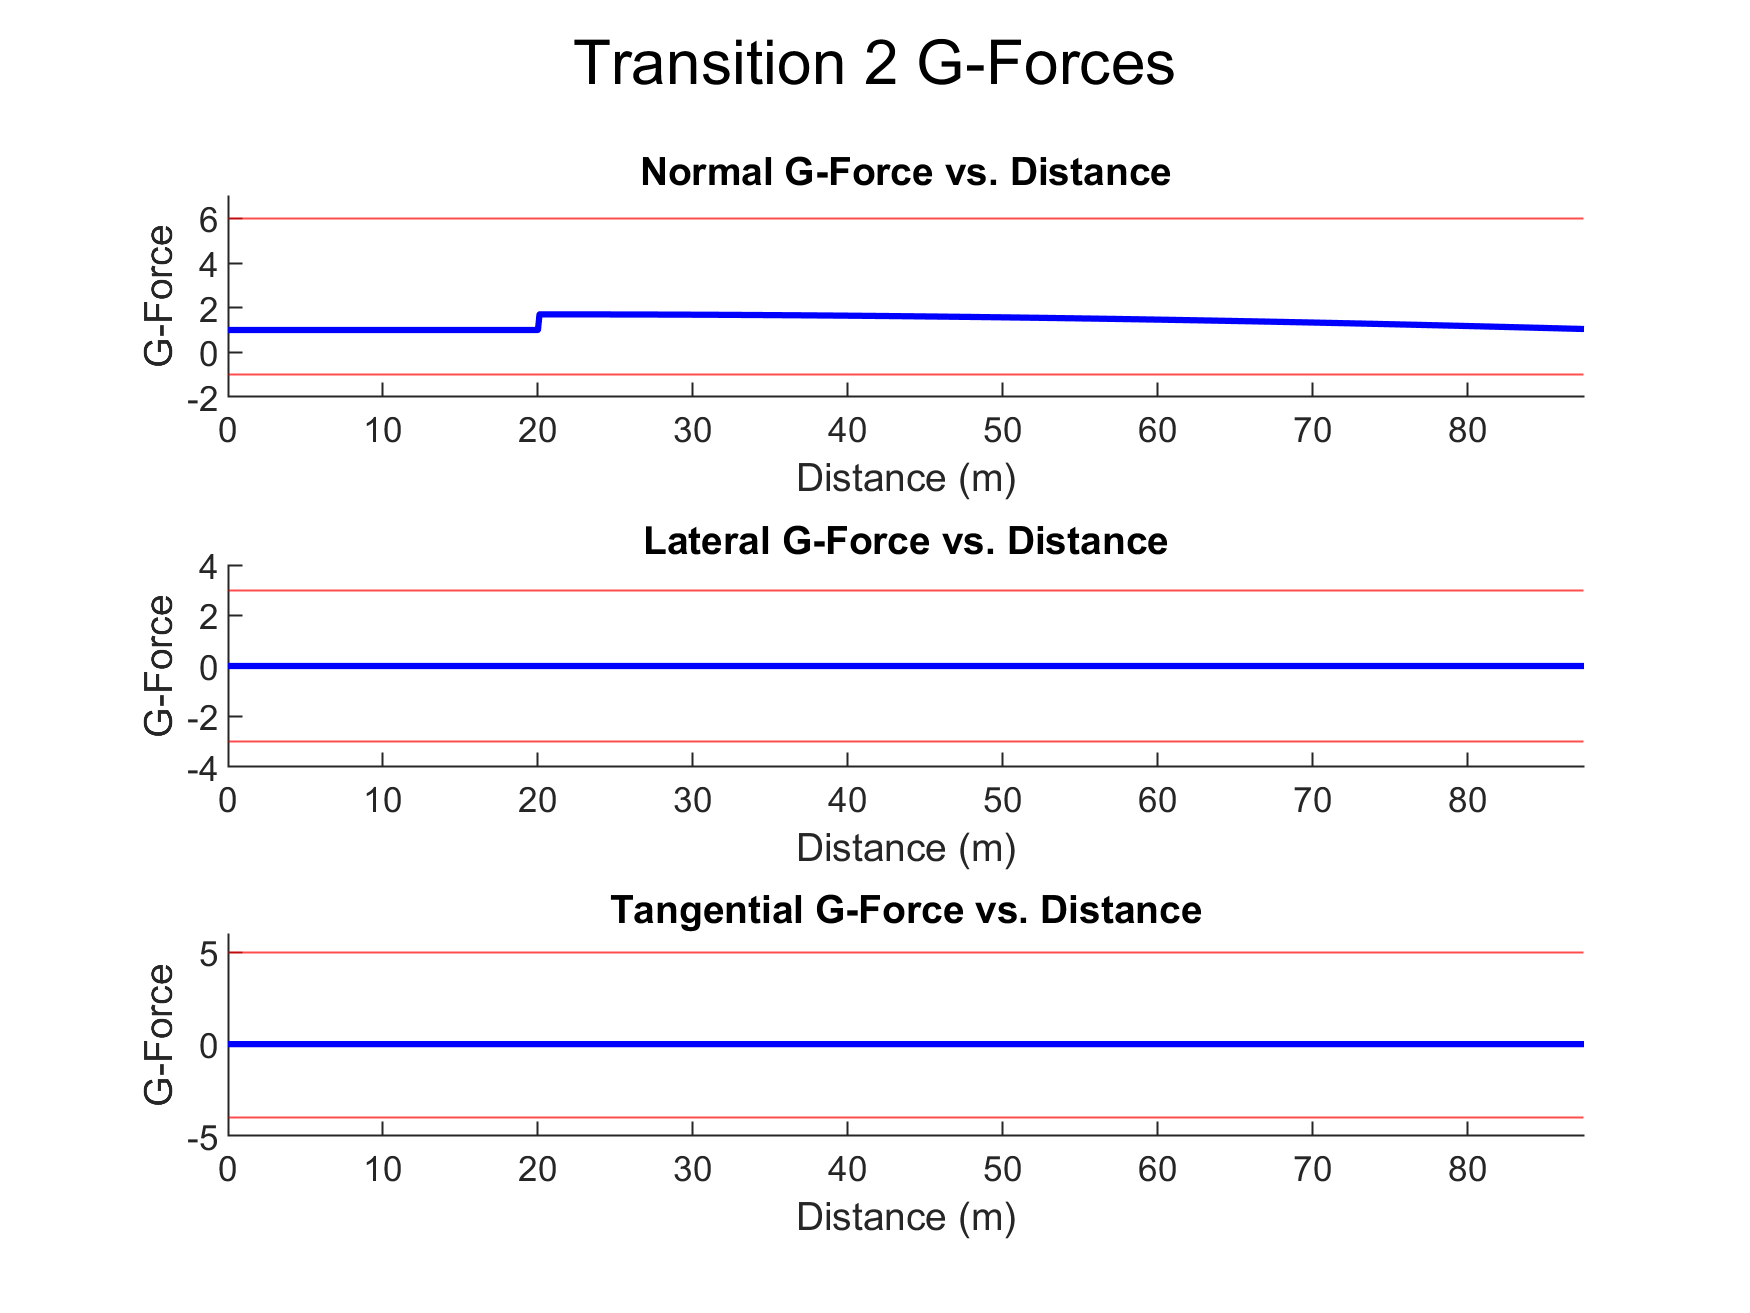 Transition 2 G-Forces
Normal G-Force vs. Distance
6
4
2
0
-2
G-Force
0 10 20 30 40 50 60 70 80
Distance (m)
Lateral G-Force vs. Distance
4
2
0
-2
-4
G-Force
0 10 20 30 40 50 60 70 80
Distance (m)
Tangential G-Force vs. Distance
5
0
-5
G-Force
0 10 20 30 40 50 60 70 80
Distance (m)